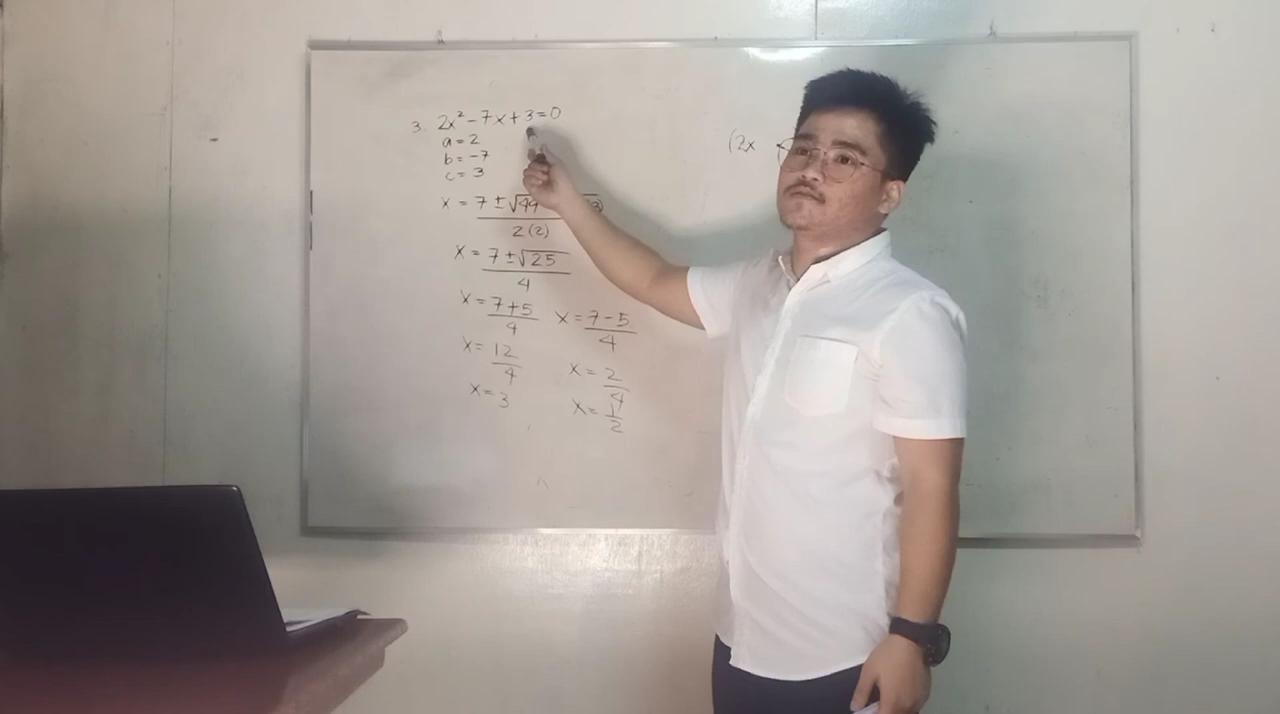 3. 2x² - 7x + 3 = 0
a = 2
b = -7
c = 3
x = 7 ± √49 3)
2(2)
x = 7 ± √25
4
x = 7 + 5 x = 7 - 5
4 4
x = 12 x = 2
4 4
x = 3 x = 1
2
(2x